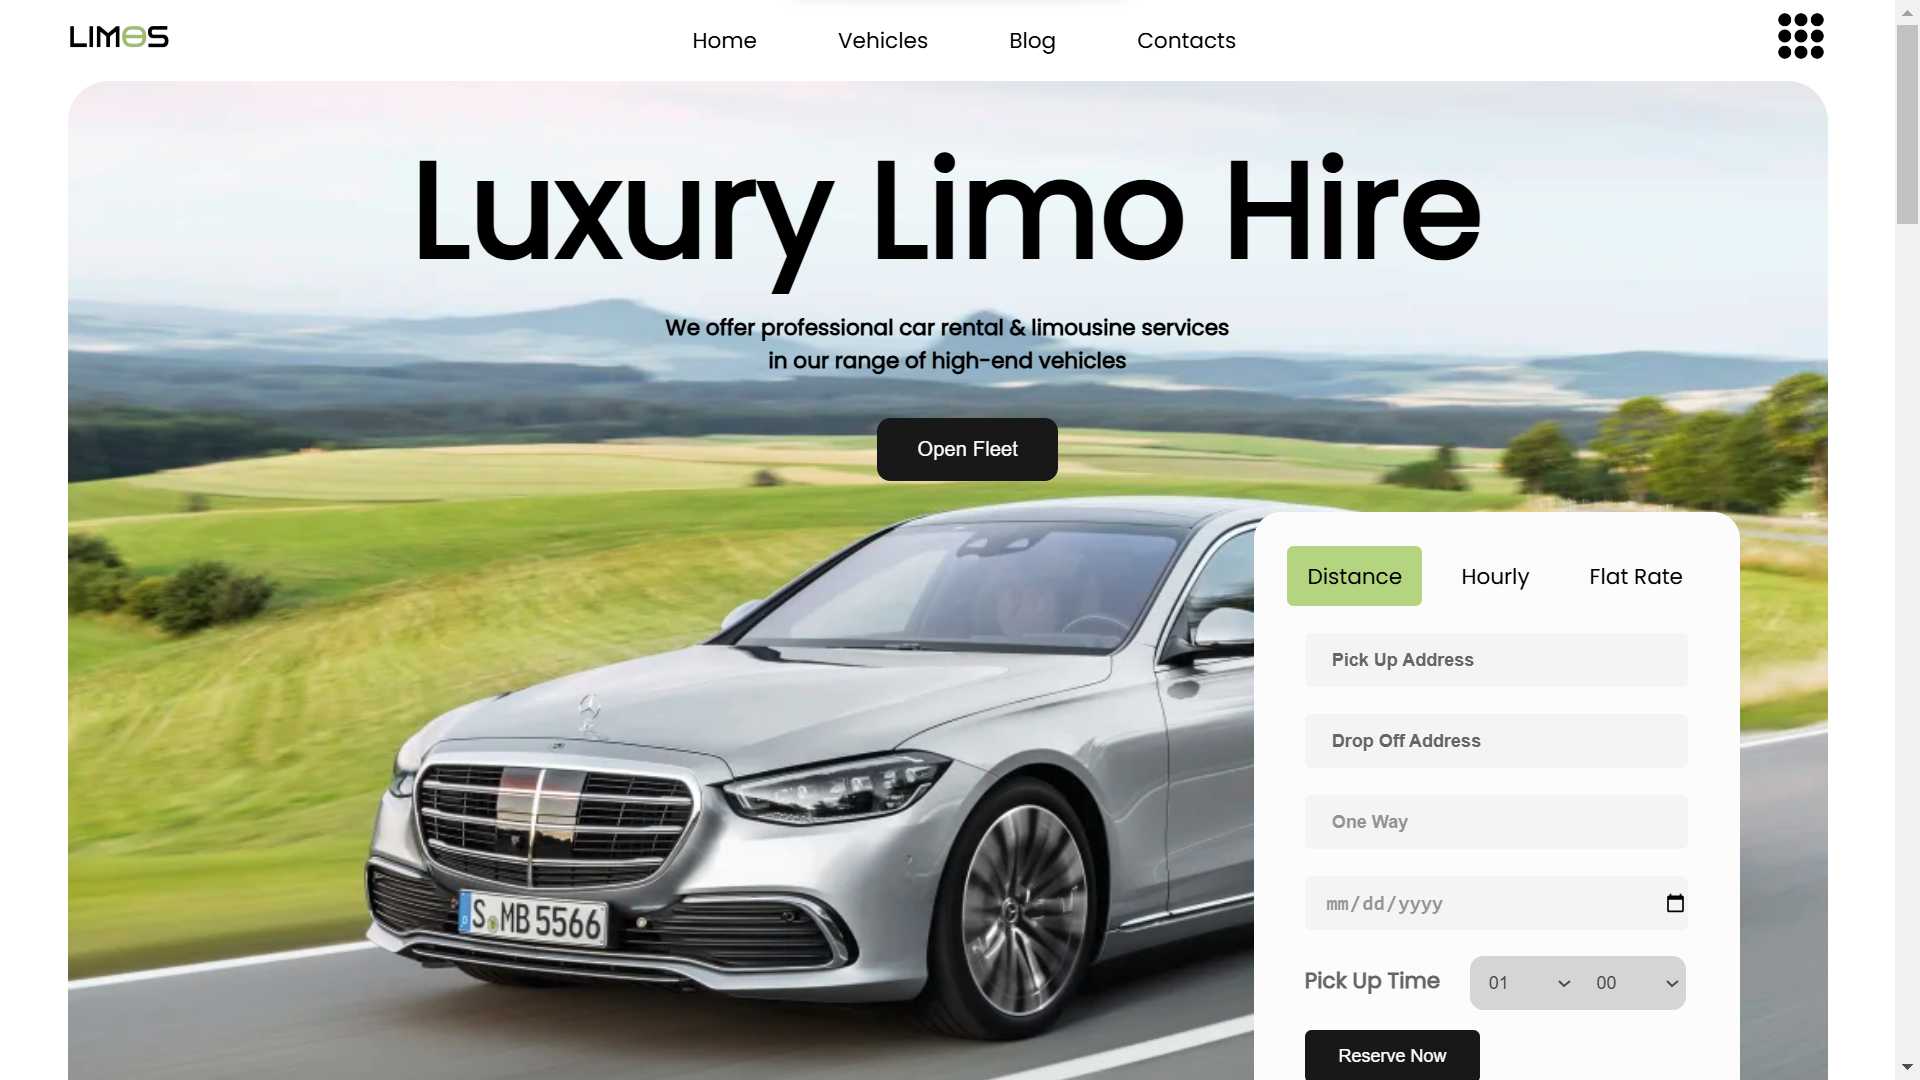 LIMOS
Home
Vehicles
Blog
Contacts
Luxury Limo Hire
We offer professional car rental & limousine services
in our range of high-end vehicles
Open Fleet
Distance
Hourly
Flat Rate
Pick Up Address
Drop Off Address
One Way
mm/dd/yyyy
Pick Up Time
01
00
Reserve Now
S MB 5566